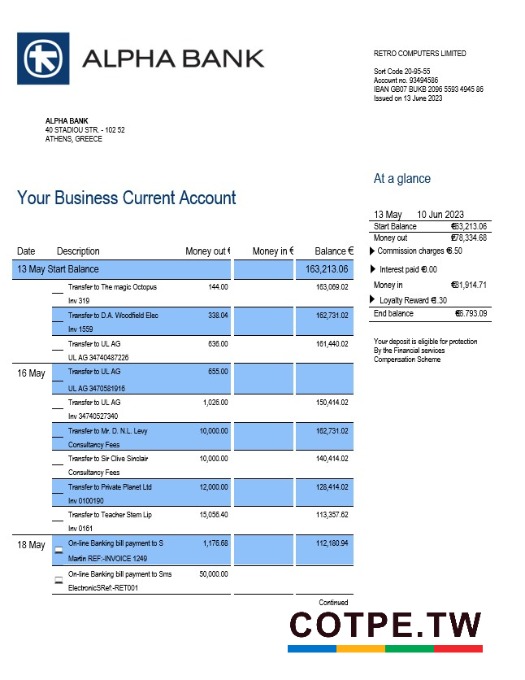 ALPHA BANK
RETRO COMPUTERS LIMITED
Sort Code 20-95-55
Account no. 93494586
IBAN GB07 BUKB 2096 5593 4945 86
Issued on 13 June 2023
ALPHA BANK
40 STADIOU STR. - 102 52
ATHENS, GREECE
At a glance
Your Business Current Account
13 May 10 Jun 2023
Start Balance €63,213.06
Money out €78,334.68
Commission charges €6.50
Interest paid €0.00
Money in €81,914.71
Loyalty Reward €1.30
End balance €6.793.09
Your deposit is eligible for protection
By the Financial services
Compensation Scheme
Date Description Money out € Money in € Balance €
13 May Start Balance 163,213.06
Transfer to The magic Octopus 144.00 163,069.02
Inv 319
Transfer to D.A. Woodfield Elec 338.04 162,731.02
Inv 1559
Transfer to UL AG 636.00 161,440.02
UL AG 34740487226
16 May Transfer to UL AG 655.00
UL AG 3470581916
Transfer to UL AG 1,026.00 150,414.02
Inv 34740527340
Transfer to Mr. D. N.L. Levy 10,000.00 162,731.02
Consultancy Fees
Transfer to Sir Clive Sinclair 10,000.00 140,414.02
Consultancy Fees
Transfer to Private Planet Ltd 12,000.00 128,414.02
Inv 0100190
Transfer to Teacher Stem Lip 15,056.40 113,357.62
Inv 0161
18 May On-line Banking bill payment to S 1,176.68 112,180.94
Martin REF:-INVOICE 1249
On-line Banking bill payment to Sms 50,000.00
ElectronicSRef:-RET001
Continued
COTPE.TW